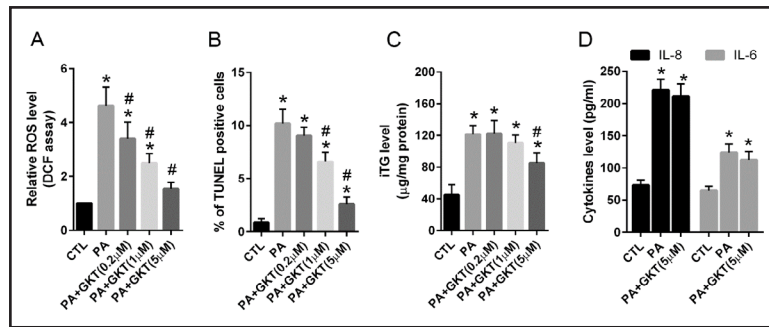 A
Relative ROS level
(DCF assay)
6
4
2
0
*
#
*
#
*
#
CTL
PA
PA+GKT(0.2μM)
PA+GKT(1μM)
PA+GKT(5μM)
B
% of TUNEL positive cells
15
10
5
0
*
*
#
*
#
*
CTL
PA
PA+GKT(0.2μM)
PA+GKT(1μM)
PA+GKT(5μM)
C
iTG level
(μg/mg protein)
200
160
120
80
40
0
*
*
*
#
*
CTL
PA
PA+GKT(0.2μM)
PA+GKT(1μM)
PA+GKT(5μM)
D
IL-8 IL-6
Cytokines level (pg/ml)
250
200
150
100
50
0
*
*
*
*
CTL
PA
PA+GKT(5μM)
CTL
PA
PA+GKT(5μM)